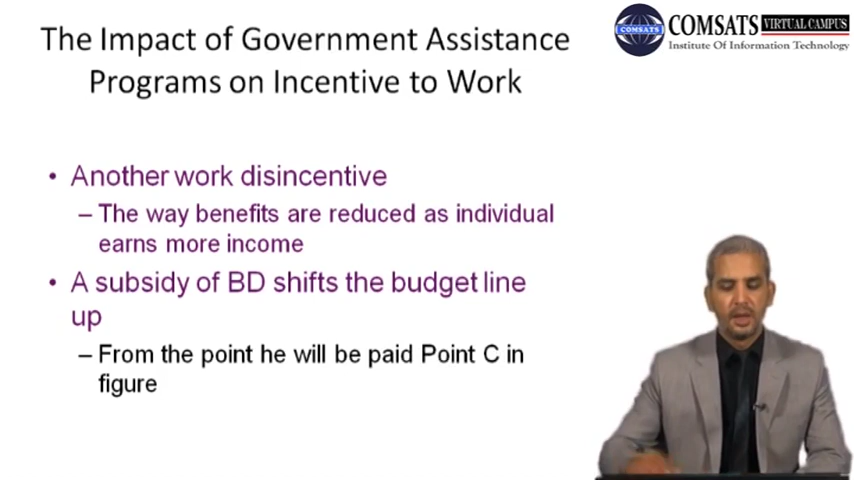 The Impact of Government Assistance
Programs on Incentive to Work
COMSATS VIRTUAL CAMPUS
Institute Of Information Technology
COMSATS
• Another work disincentive
– The way benefits are reduced as individual
earns more income
• A subsidy of BD shifts the budget line
up
– From the point he will be paid Point C in
figure